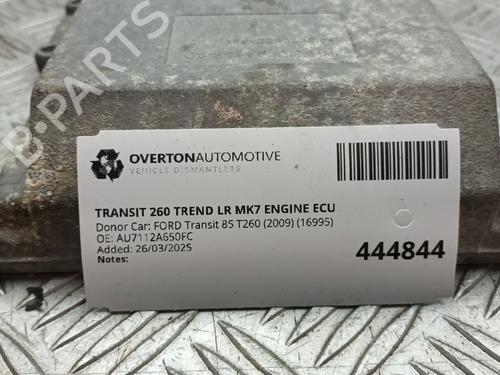 B-PARTS
OVERTONAUTOMOTIVE
VEHICLE DISMANTLERS
TRANSIT 260 TREND LR MK7 ENGINE ECU
Donor Car: FORD Transit 85 T260 (2009) (16995)
OE: AU7112A650FC
Added: 26/03/2025
Notes:
444844